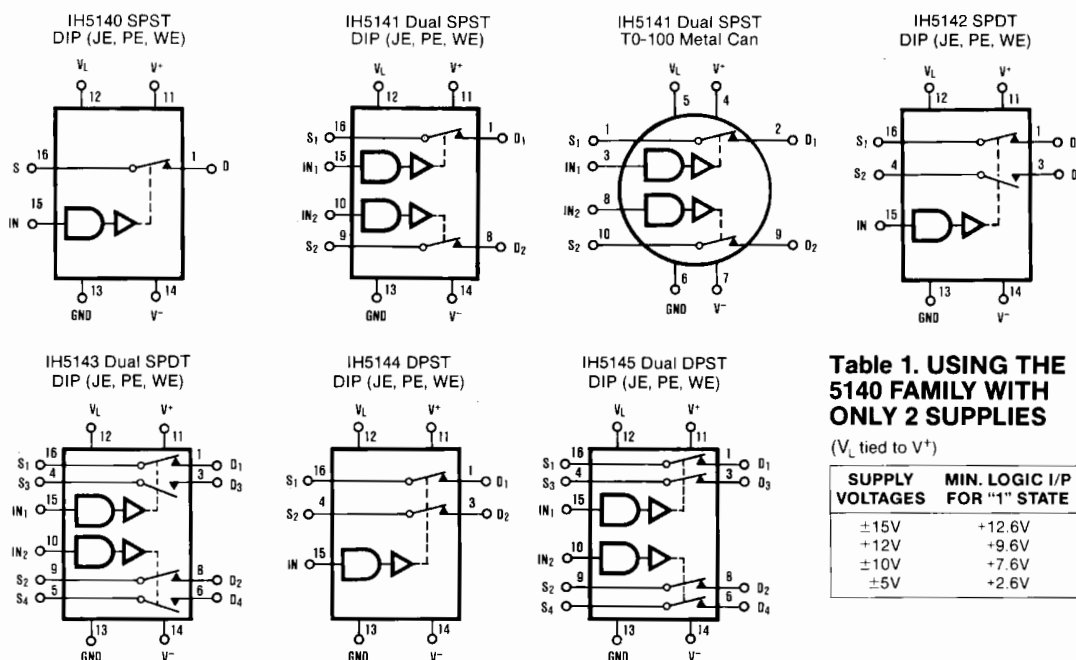 IH5140 SPST
DIP (JE, PE, WE)
VL V+
12 11
S 16 1 D
IN 15
13 14
GND V−
IH5141 Dual SPST
DIP (JE, PE, WE)
VL V+
12 11
S1 16 1 D1
IN1 15
IN2 10
S2 9 8 D2
13 14
GND V−
IH5141 Dual SPST
T0-100 Metal Can
VL V+
5 4
S1 1 2 D1
IN1 3
IN2 8
S2 10 9 D2
6 7
GND V−
IH5142 SPDT
DIP (JE, PE, WE)
VL V+
12 11
S1 16 1 D
S2 4 3 D
IN 15
13 14
GND V−
IH5143 Dual SPDT
DIP (JE, PE, WE)
VL V+
12 11
S1 16 1 D1
S3 4 3 D3
IN1 15
IN2 10
S2 9 8 D2
S4 5 6 D4
13 14
GND V−
IH5144 DPST
DIP (JE, PE, WE)
VL V+
12 11
S1 16 1 D1
S2 4 3 D2
IN 15
13 14
GND V−
IH5145 Dual DPST
DIP (JE, PE, WE)
VL V+
12 11
S1 16 1 D1
S3 4 3 D3
IN1 15
IN2 10
S2 9 8 D2
S4 5 6 D4
13 14
GND V−
Table 1. USING THE
5140 FAMILY WITH
ONLY 2 SUPPLIES
(VL tied to V+)
SUPPLY MIN. LOGIC I/P
VOLTAGES FOR "1" STATE
±15V +12.6V
+12V +9.6V
±10V +7.6V
±5V +2.6V